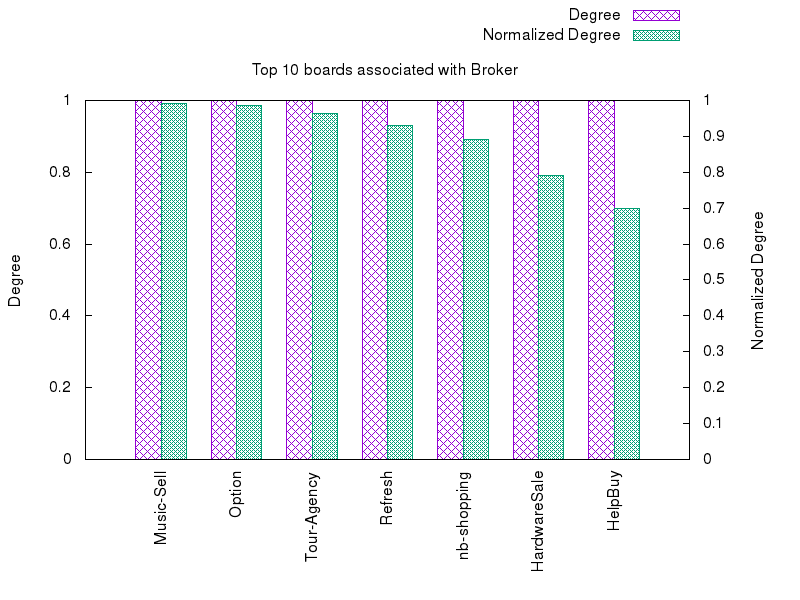 Degree
Normalized Degree
Top 10 boards associated with Broker
1
0.8
0.6
0.4
0.2
0
Degree
1
0.9
0.8
0.7
0.6
0.5
0.4
0.3
0.2
0.1
0
Normalized Degree
Music-Sell
Option
Tour-Agency
Refresh
nb-shopping
HardwareSale
HelpBuy